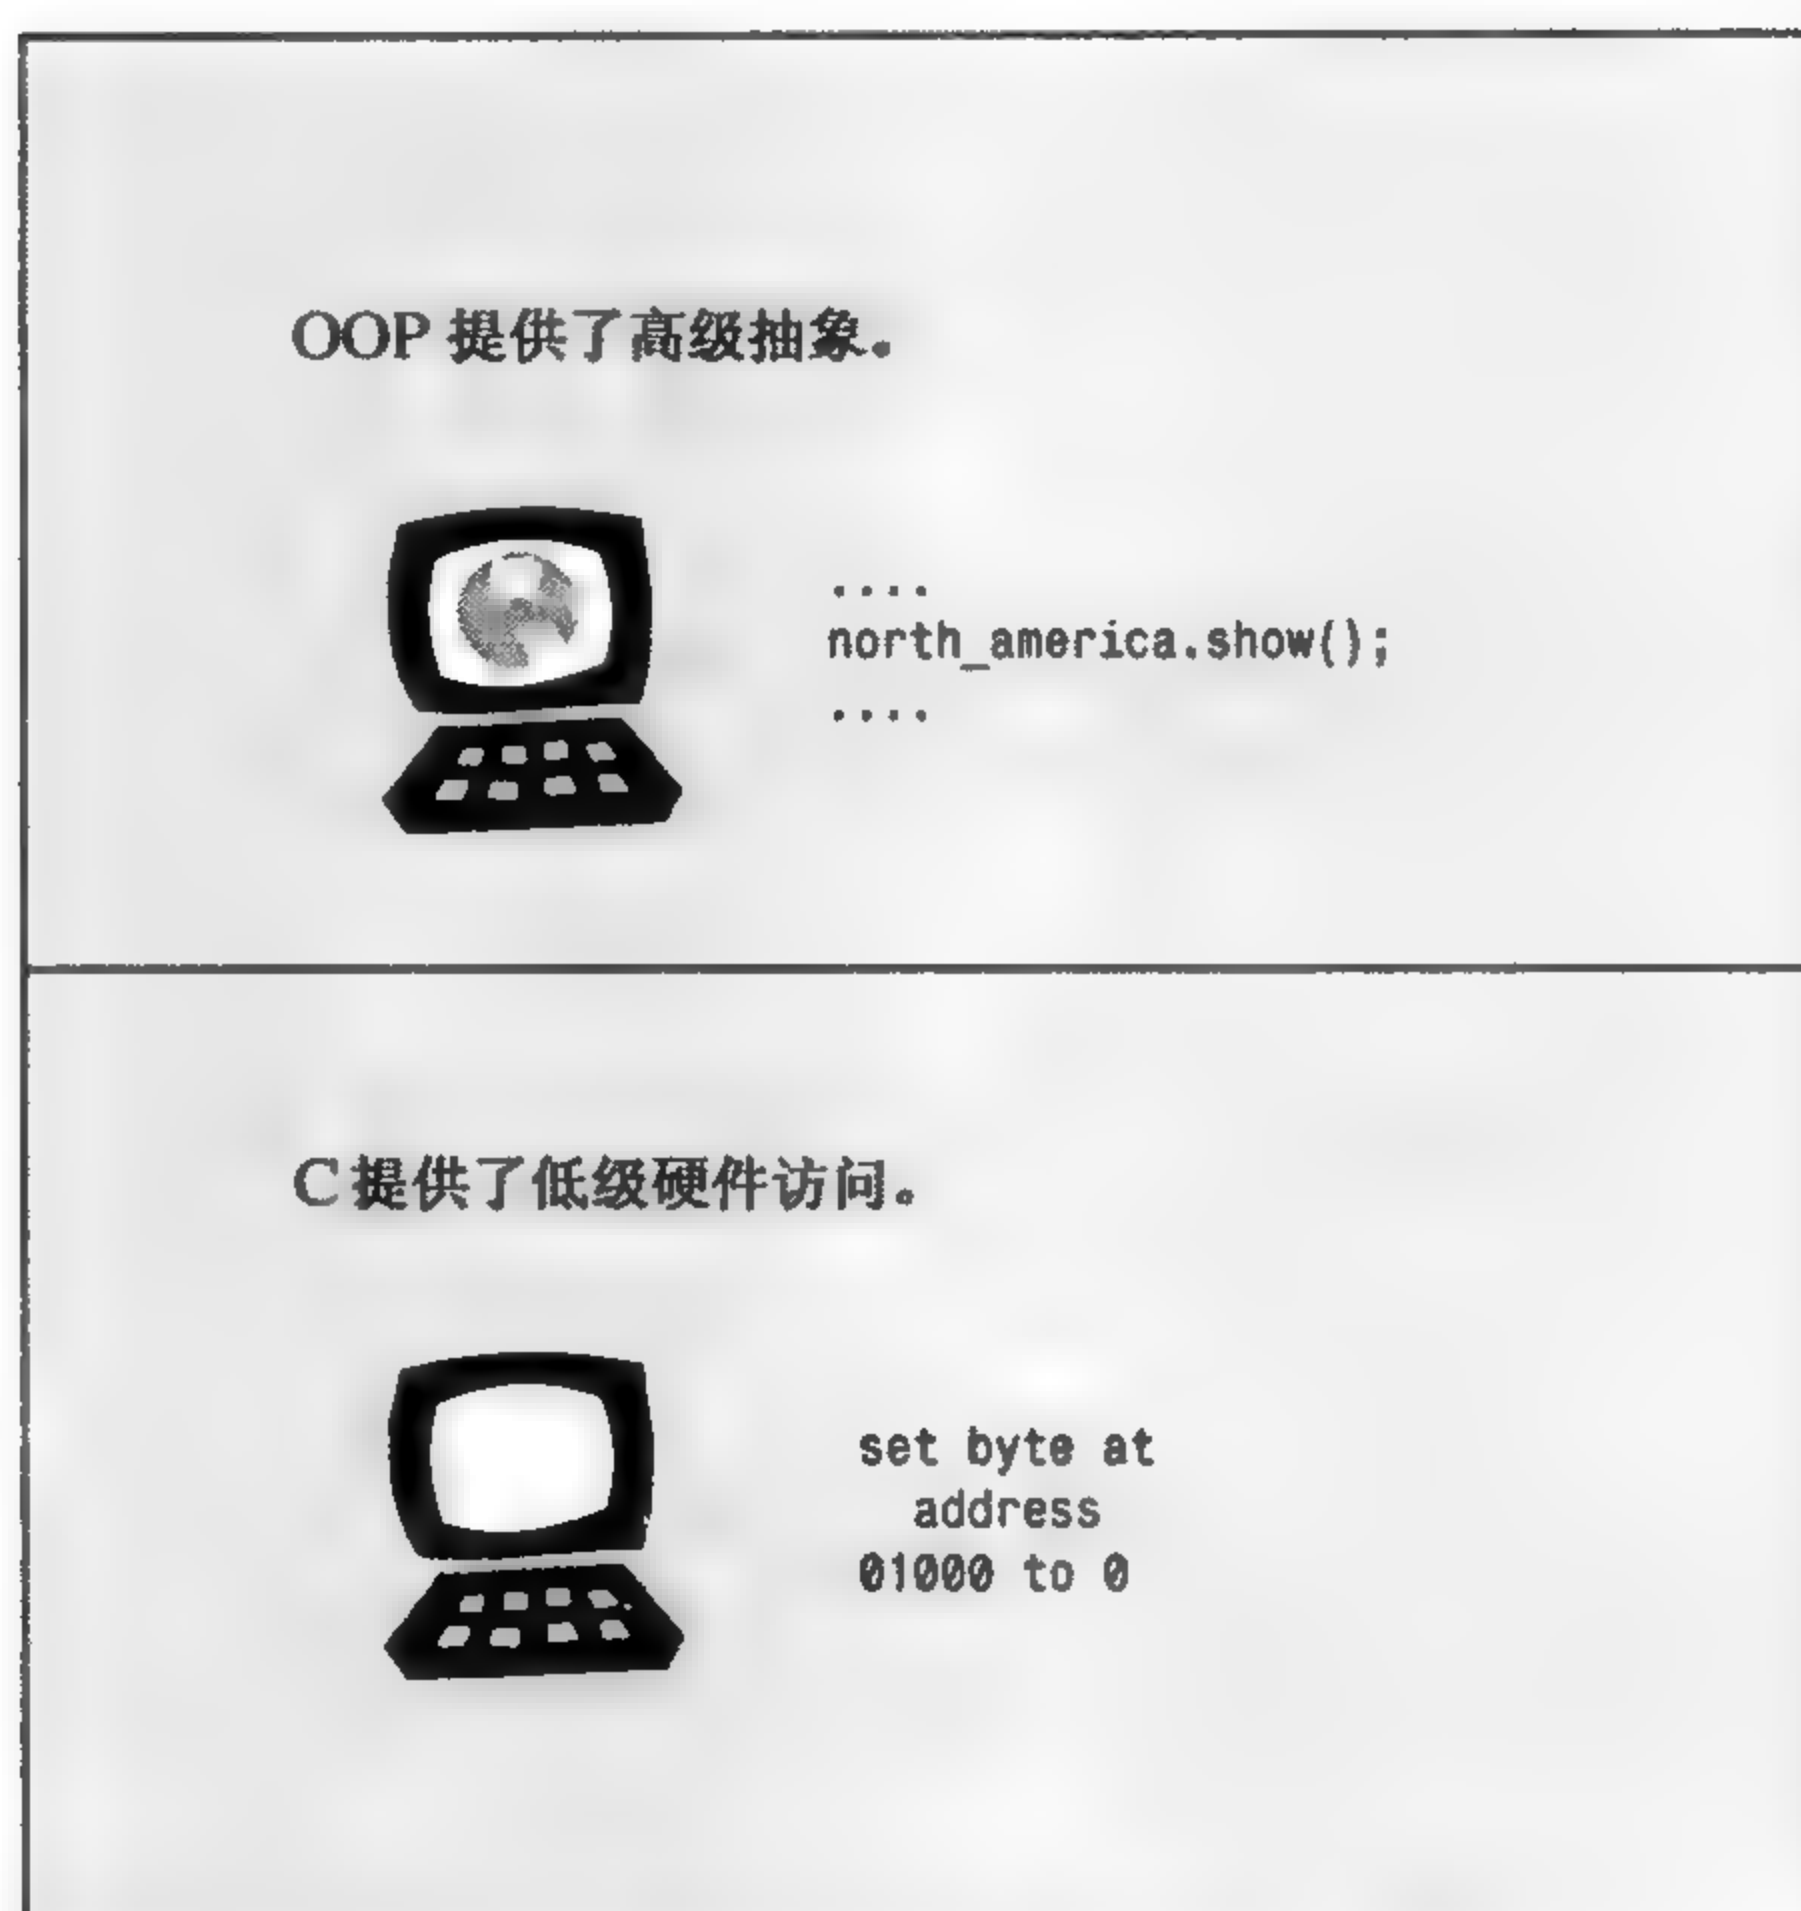 OOP 提供了高级抽象。
....
north_america.show();
....
C 提供了低级硬件访问。
set byte at
address
01000 to 0